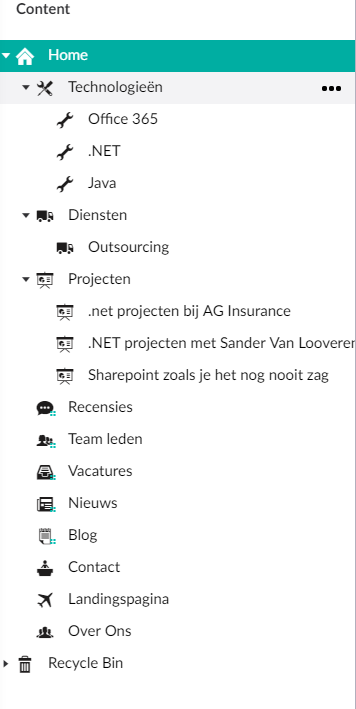 Content
Home
Technologieën
Office 365
.NET
Java
Diensten
Outsourcing
Projecten
.net projecten bij AG Insurance
.NET projecten met Sander Van Looveren
Sharepoint zoals je het nog nooit zag
Recensies
Team leden
Vacatures
Nieuws
Blog
Contact
Landingspagina
Over Ons
Recycle Bin